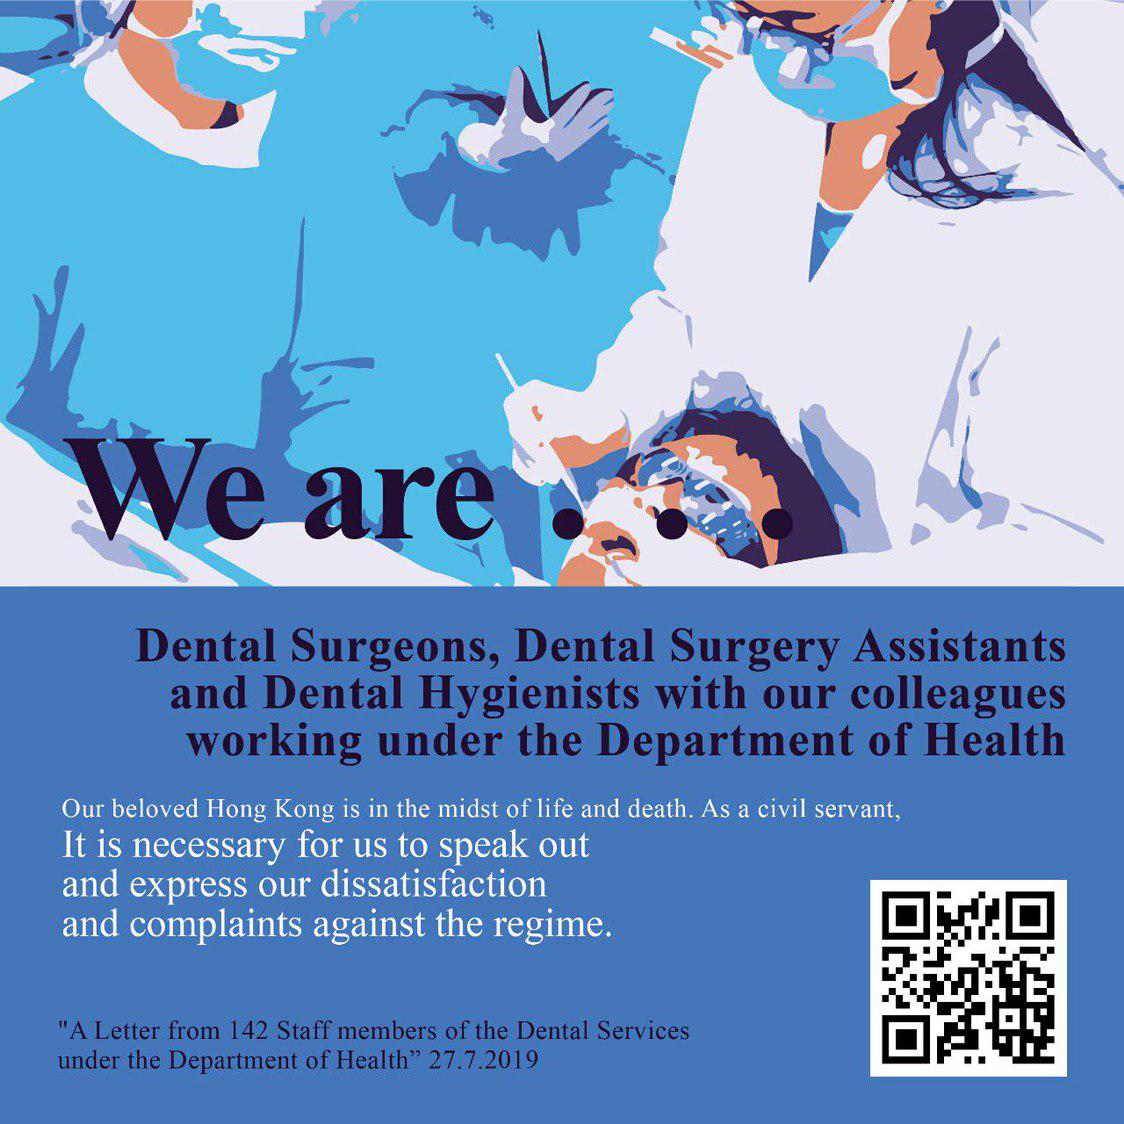 We are . . .
Dental Surgeons, Dental Surgery Assistants
and Dental Hygienists with our colleagues
working under the Department of Health
Our beloved Hong Kong is in the midst of life and death. As a civil servant,
It is necessary for us to speak out
and express our dissatisfaction
and complaints against the regime.
"A Letter from 142 Staff members of the Dental Services
under the Department of Health” 27.7.2019